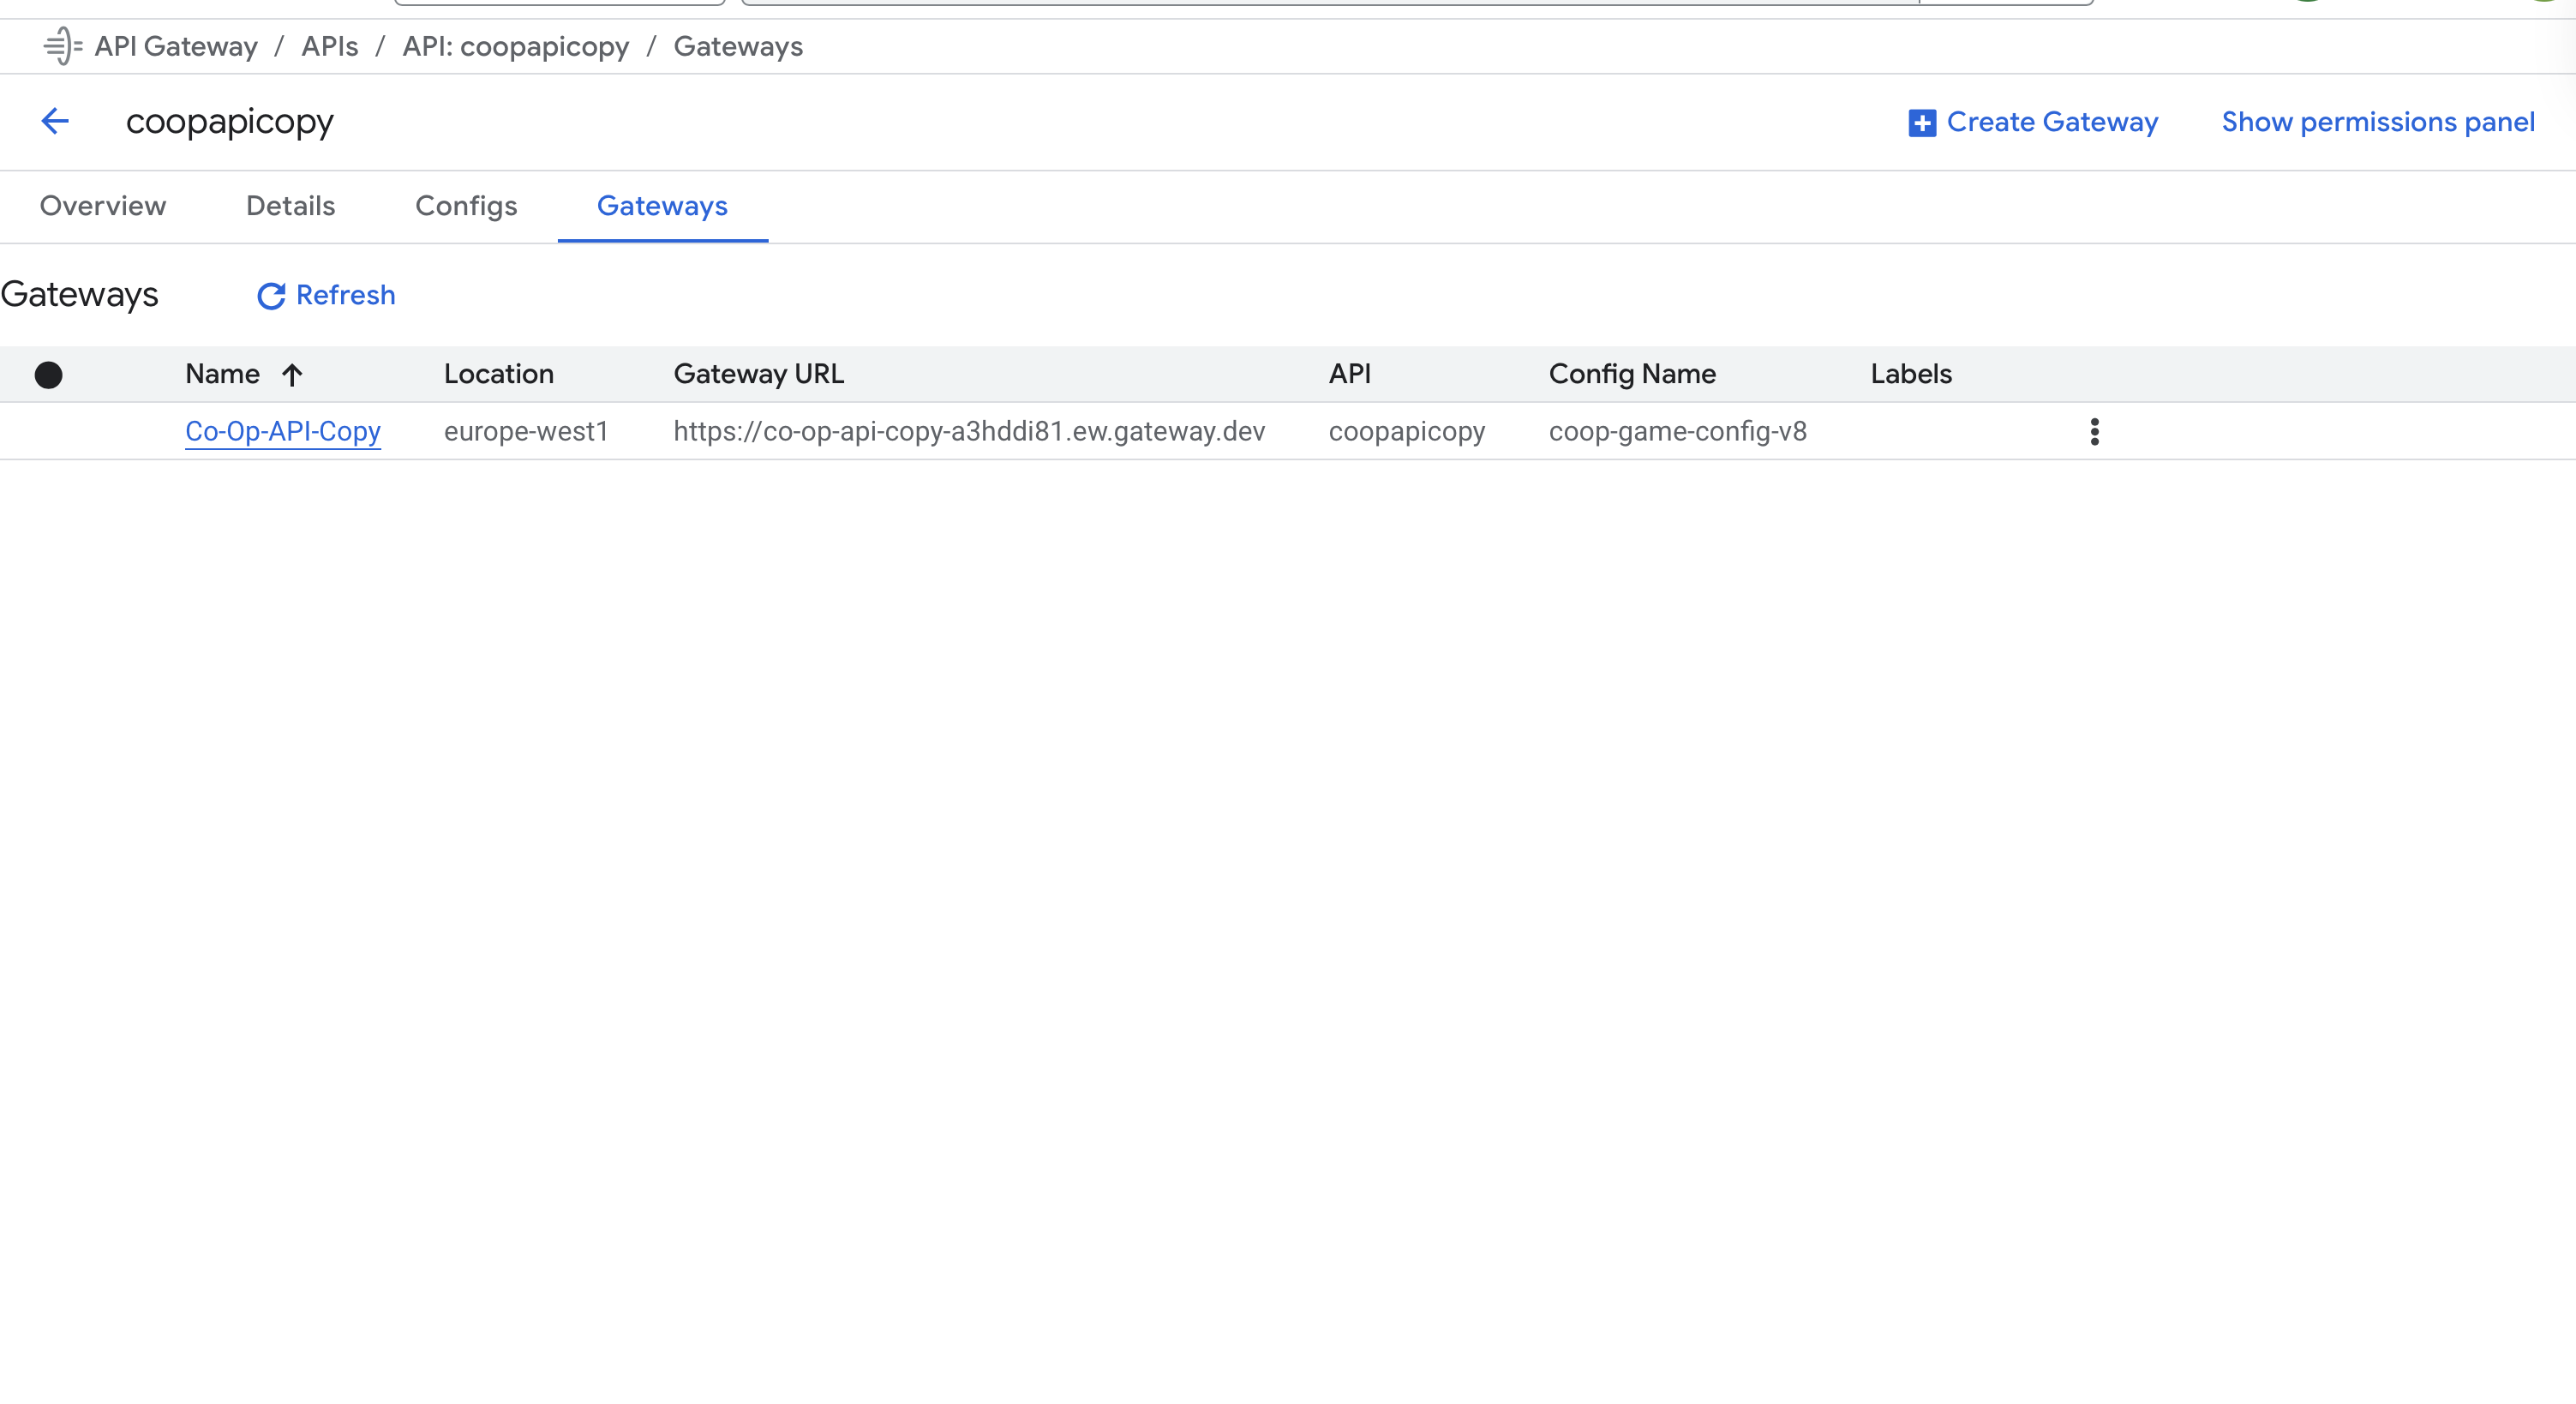 API Gateway / APIs / API: coopapicopy / Gateways
coopapicopy
Create Gateway
Show permissions panel
Overview Details Configs Gateways
Gateways Refresh
Name Location Gateway URL API Config Name Labels
Co-Op-API-Copy europe-west1 https://co-op-api-copy-a3hddi81.ew.gateway.dev coopapicopy coop-game-config-v8